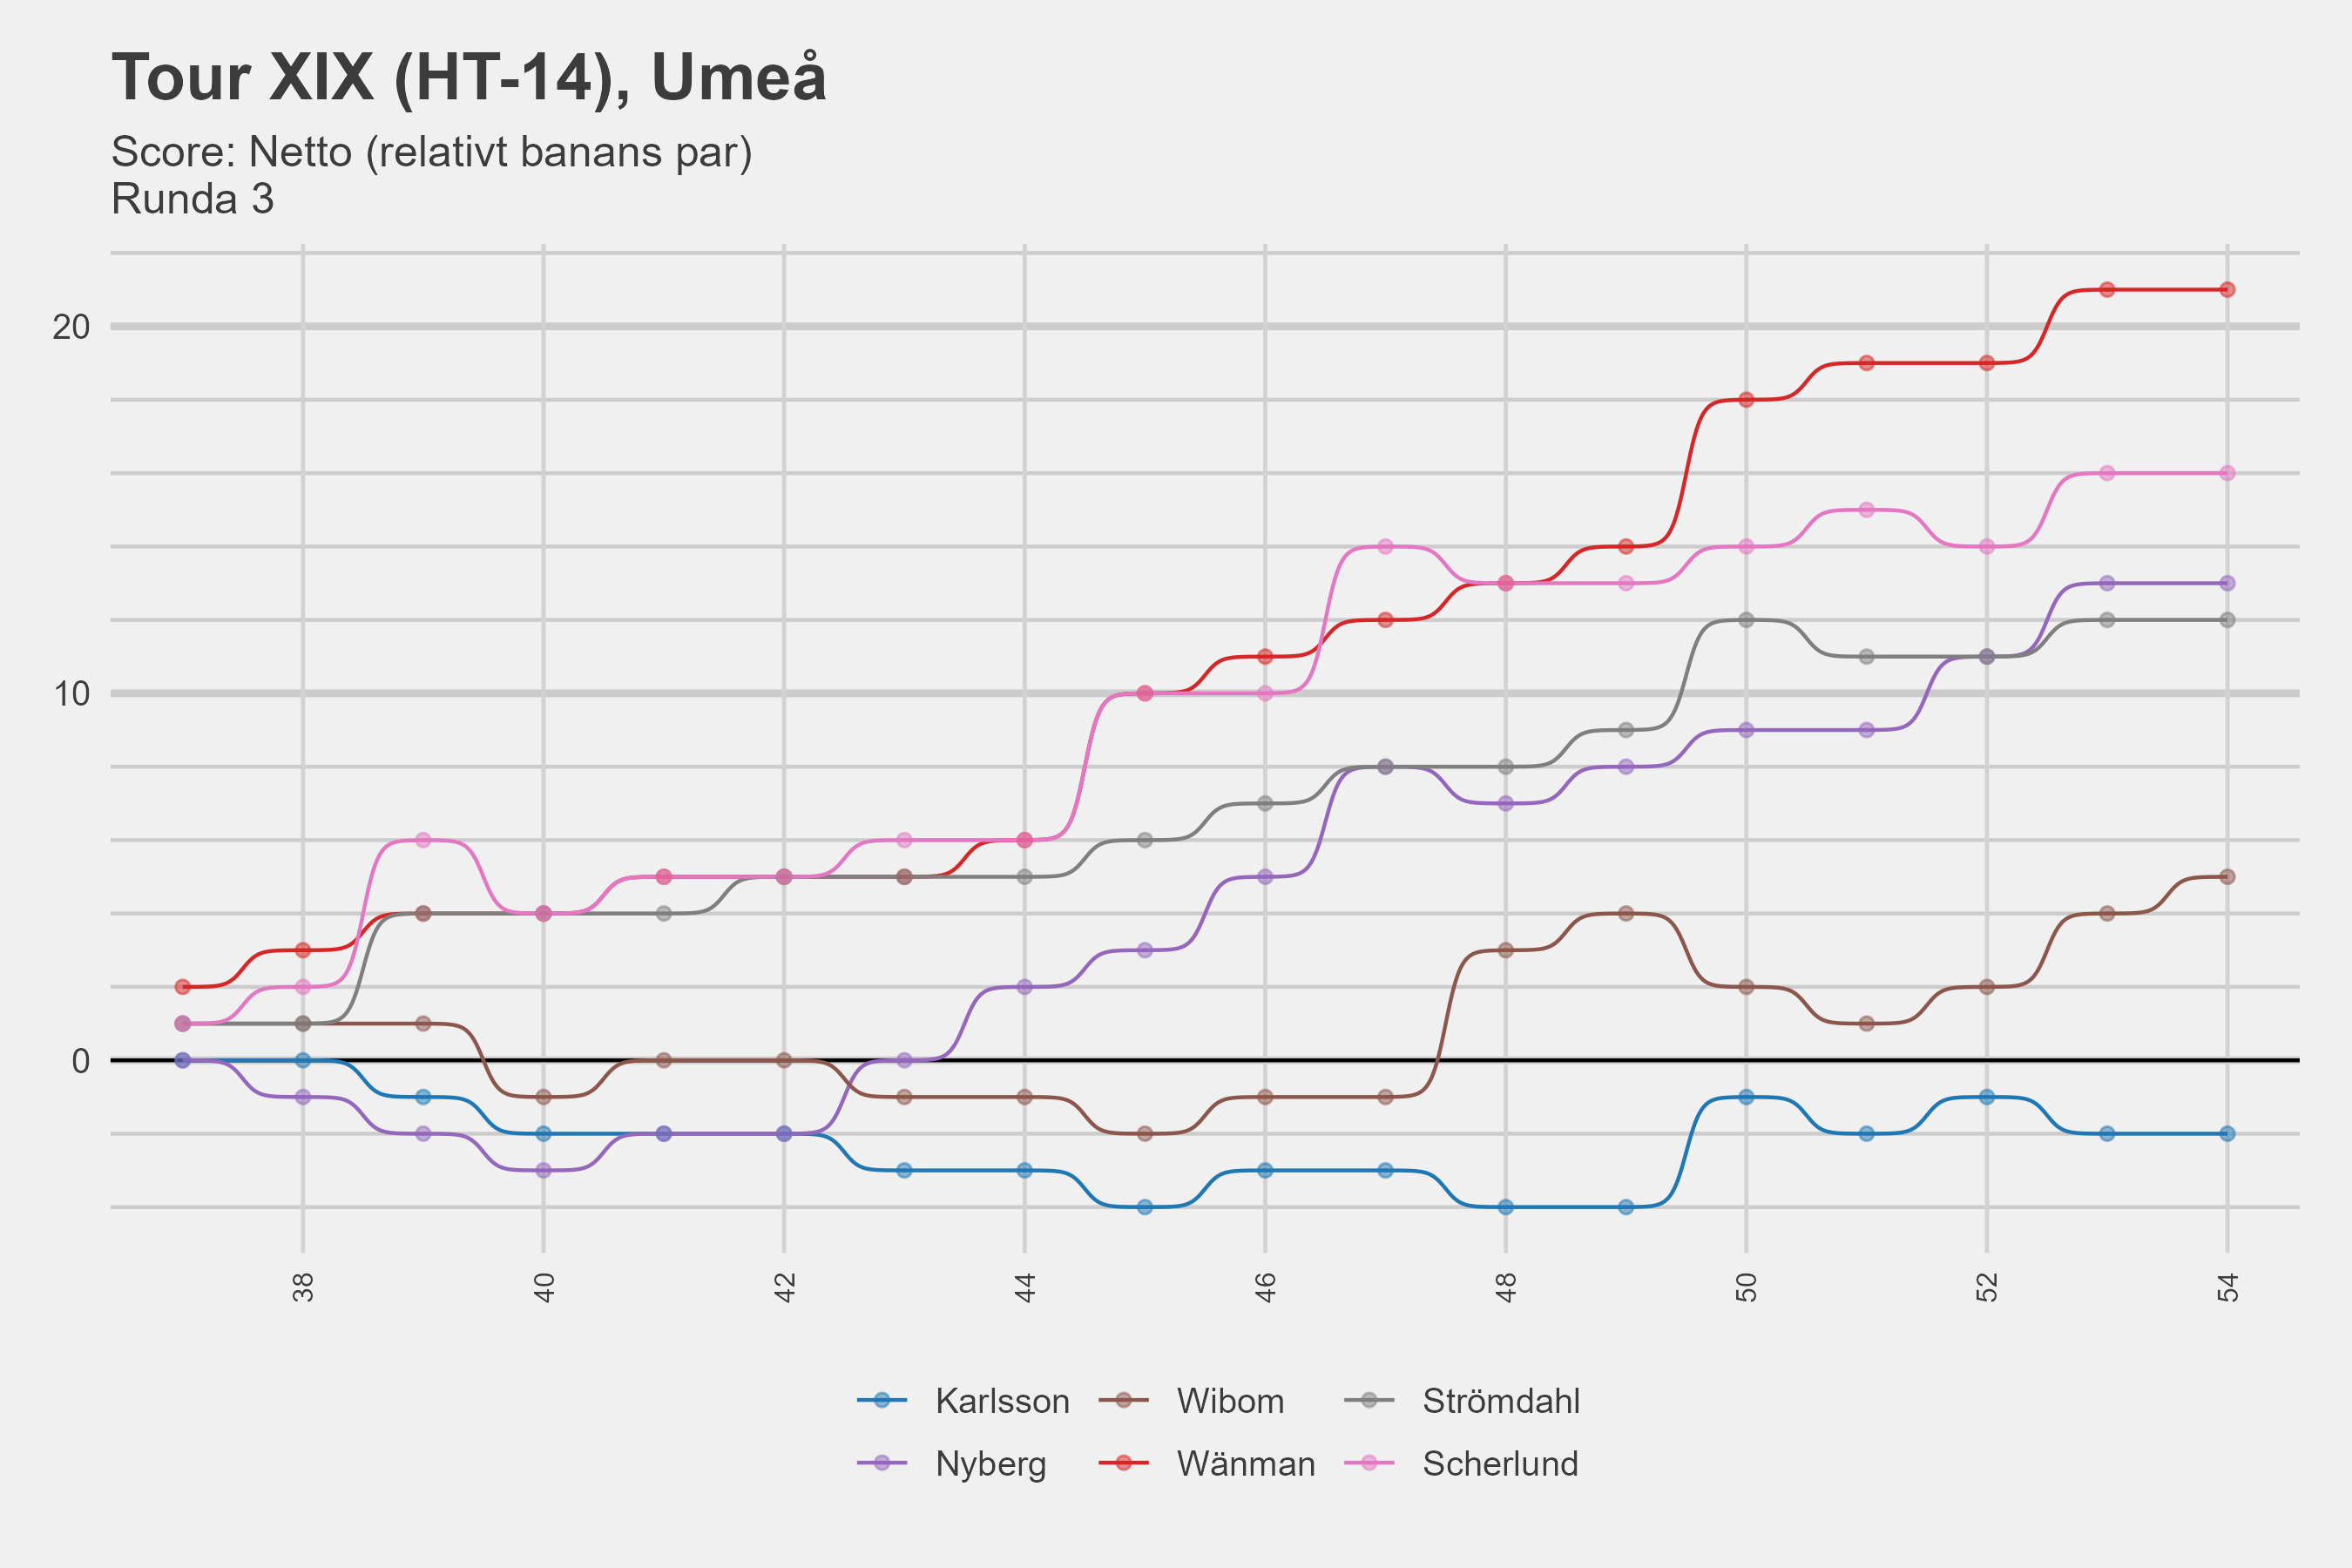 Tour XIX (HT-14), Umeå
Score: Netto (relativt banans par)
Runda 3
20
10
0
38 40 42 44 46 48 50 52 54
Karlsson Wibom Strömdahl
Nyberg Wänman Scherlund